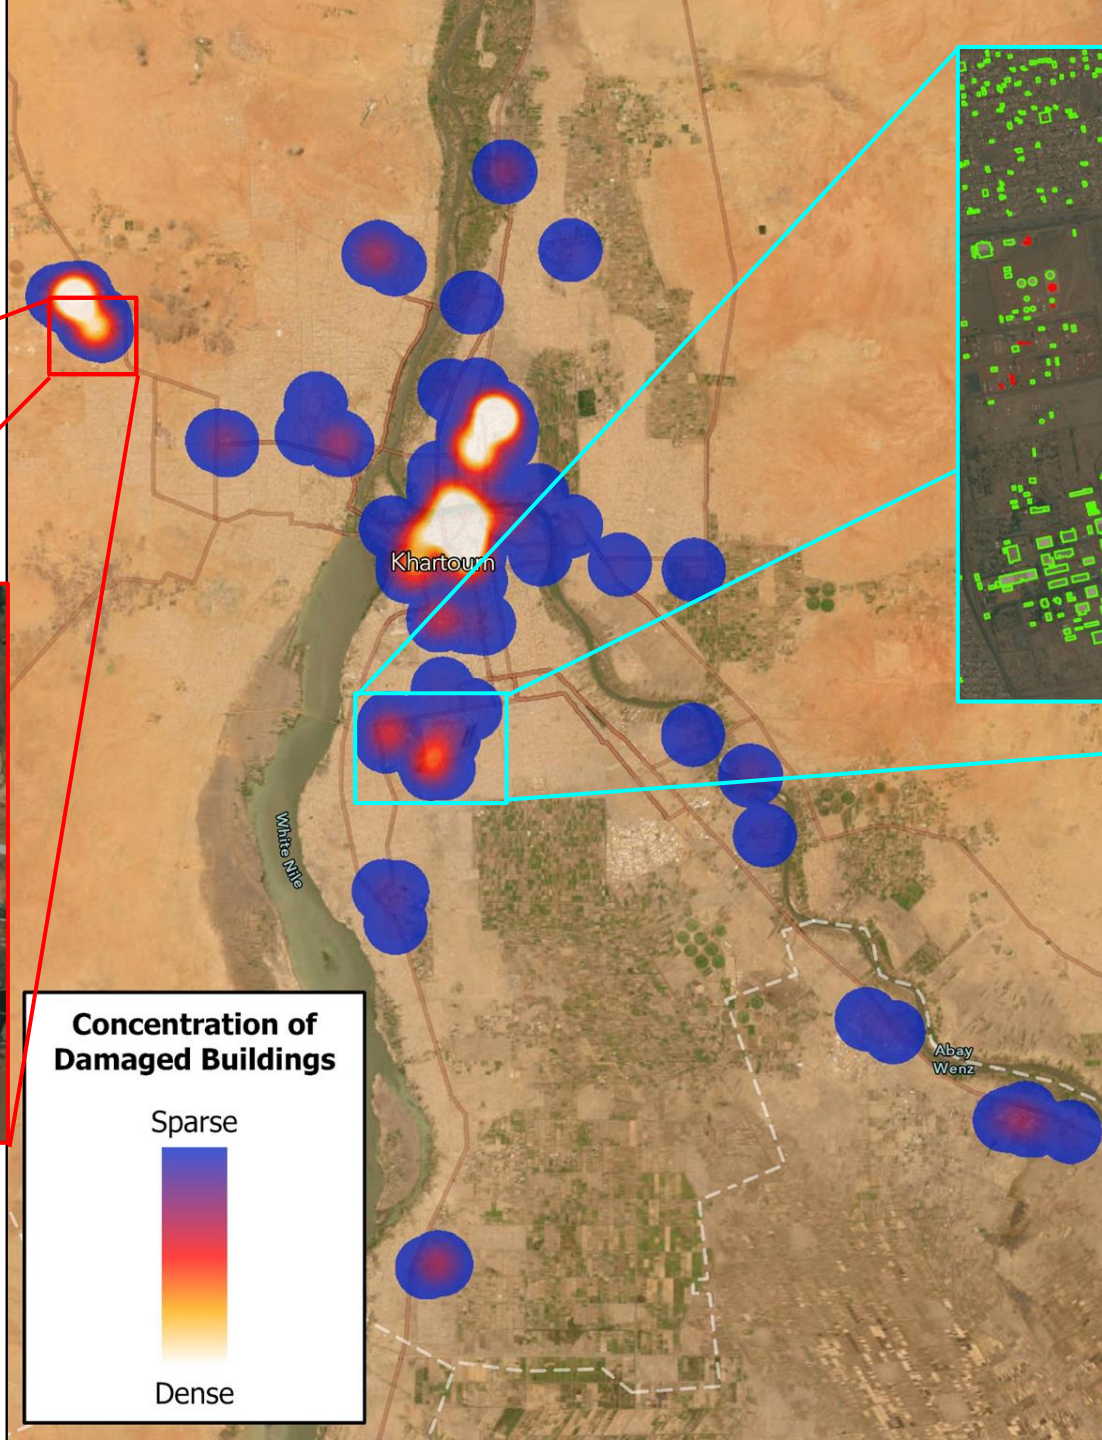 Khartoum
White Nile
Abay
Wenz
Concentration of
Damaged Buildings
Sparse
Dense